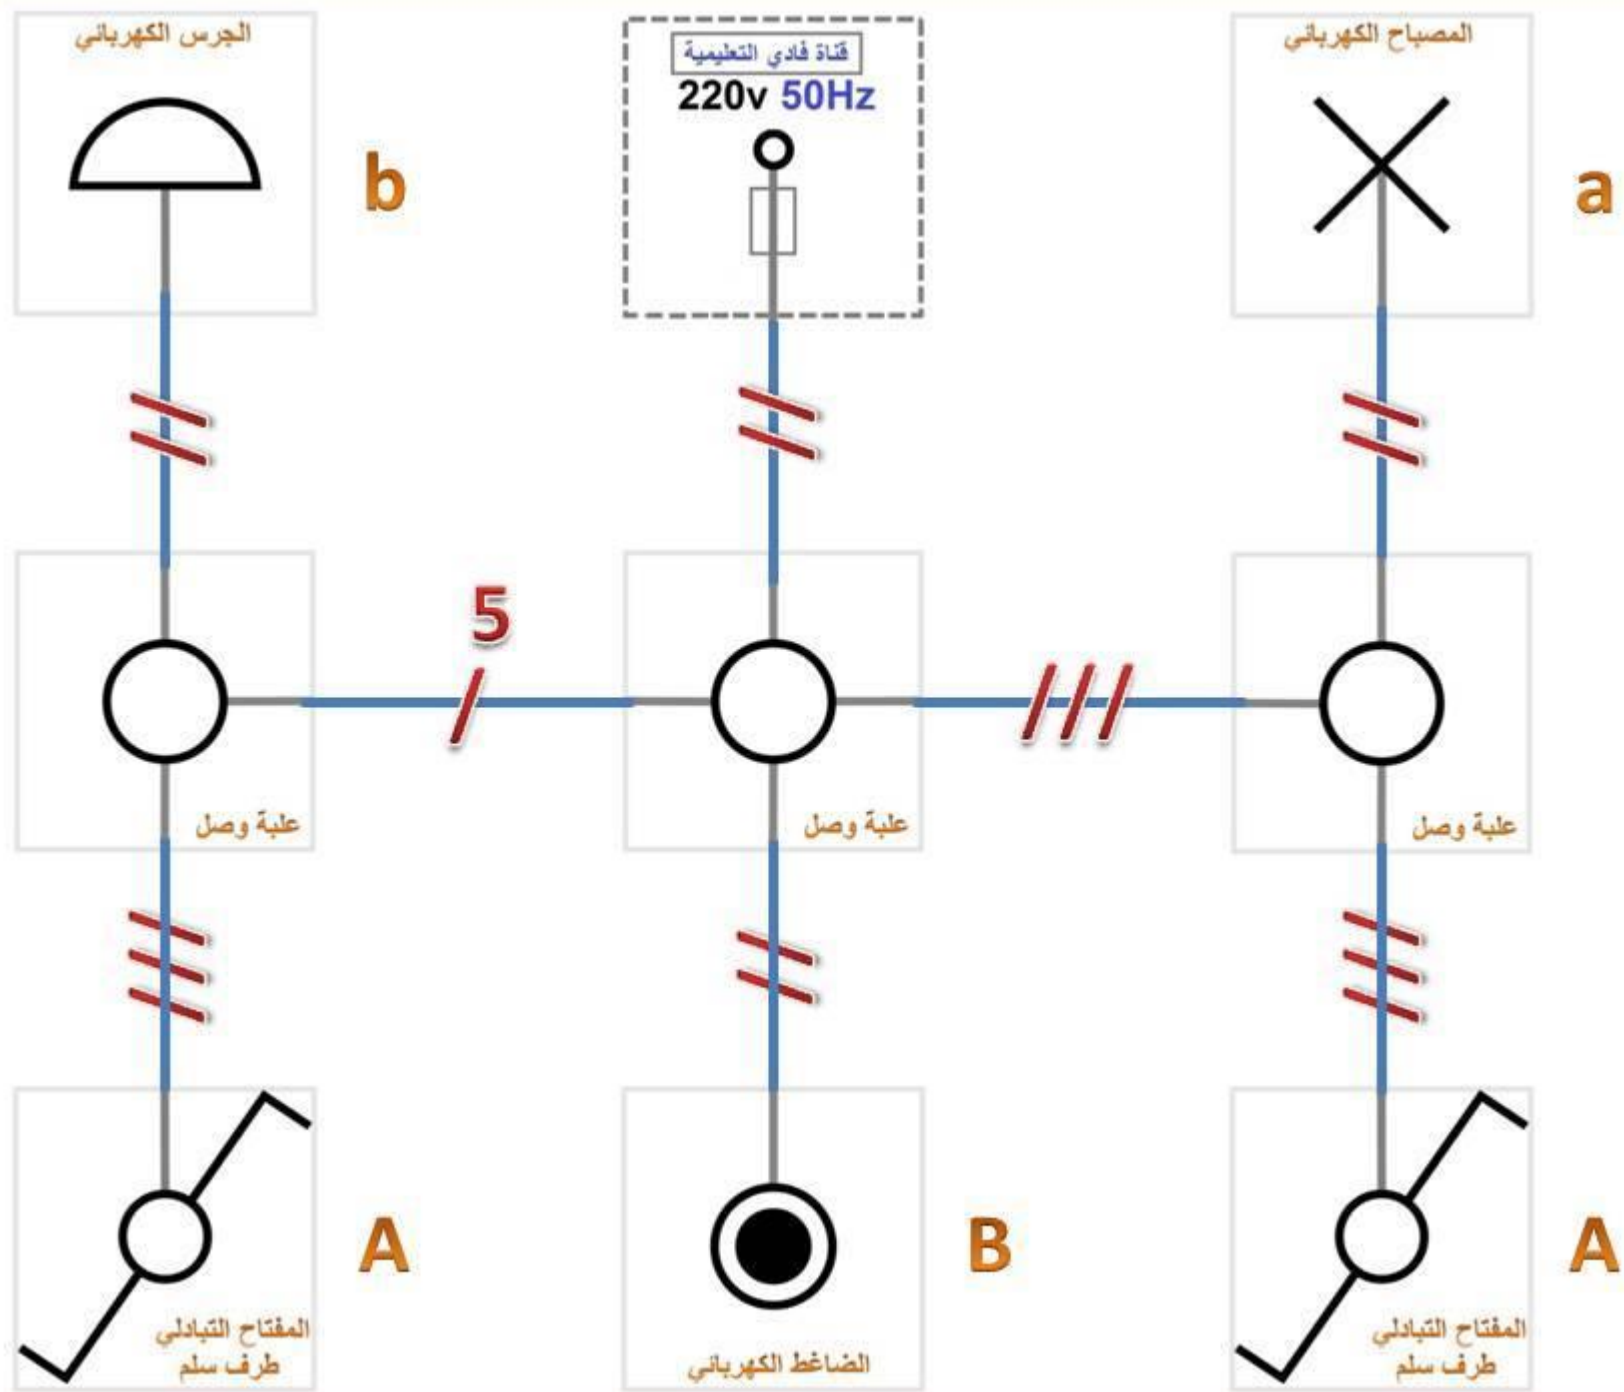 المصباح الكهربائي
قناة فادي التعليمية
220v 50Hz
الجرس الكهربائي
a
b
5
علبة وصل
علبة وصل
علبة وصل
A
B
A
المفتاح التبادلي
طرف سلم
الضاغط الكهربائي
المفتاح التبادلي
طرف سلم